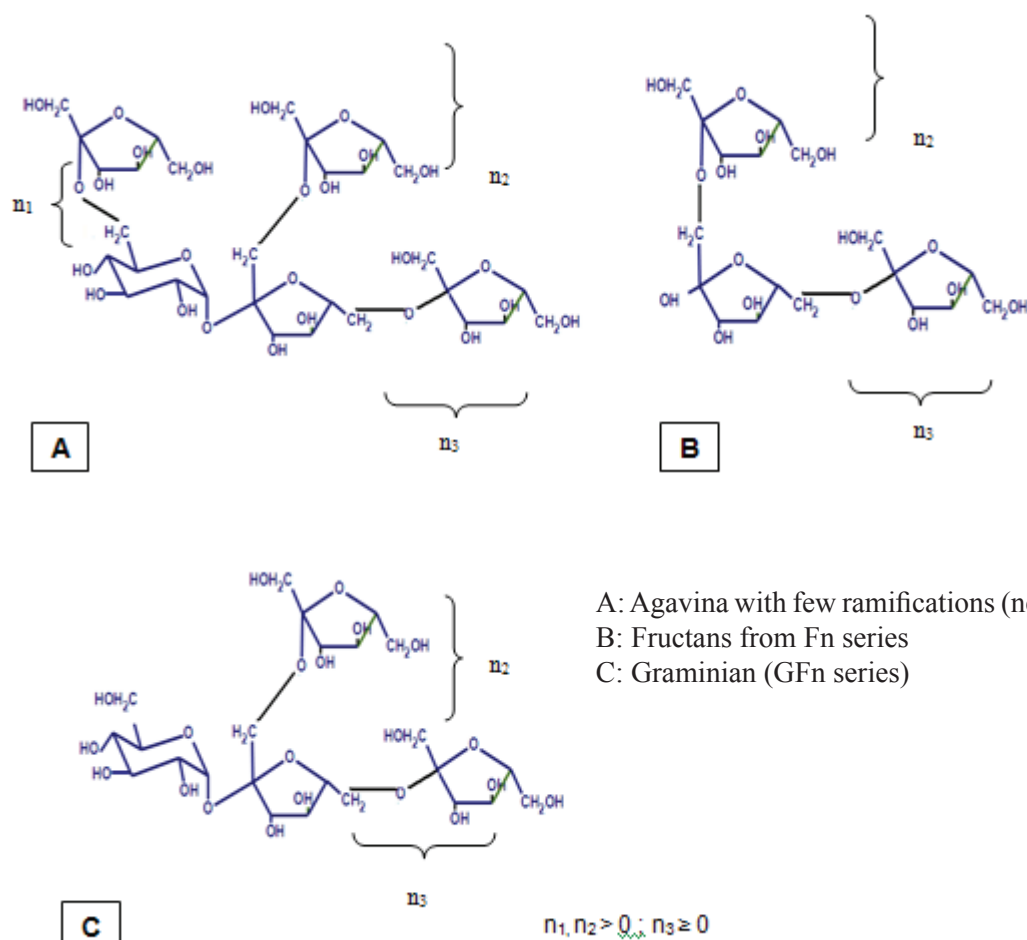 HOH₂C
O
OH
OH
CH₂OH
O
n₁
H₂C
HOH₂C
O
OH
OH
CH₂OH
O
n₂
H₂C
HO
HO
OH
O
O
O
OH
OH
CH₂
O
HOH₂C
O
OH
OH
CH₂OH
n₃
A
HOH₂C
O
OH
OH
CH₂OH
O
n₂
H₂C
OH
O
OH
OH
CH₂
O
HOH₂C
O
OH
OH
CH₂OH
n₃
B
HOH₂C
O
OH
OH
CH₂OH
O
n₂
HOH₂C
HO
HO
OH
O
O
H₂C
O
OH
OH
CH₂
O
HOH₂C
O
OH
OH
CH₂OH
n₃
C
A: Agavina with few ramifications
B: Fructans from Fn series
C: Graminian (GFn series)
n₁, n₂ > 0 ; n₃ ≥ 0